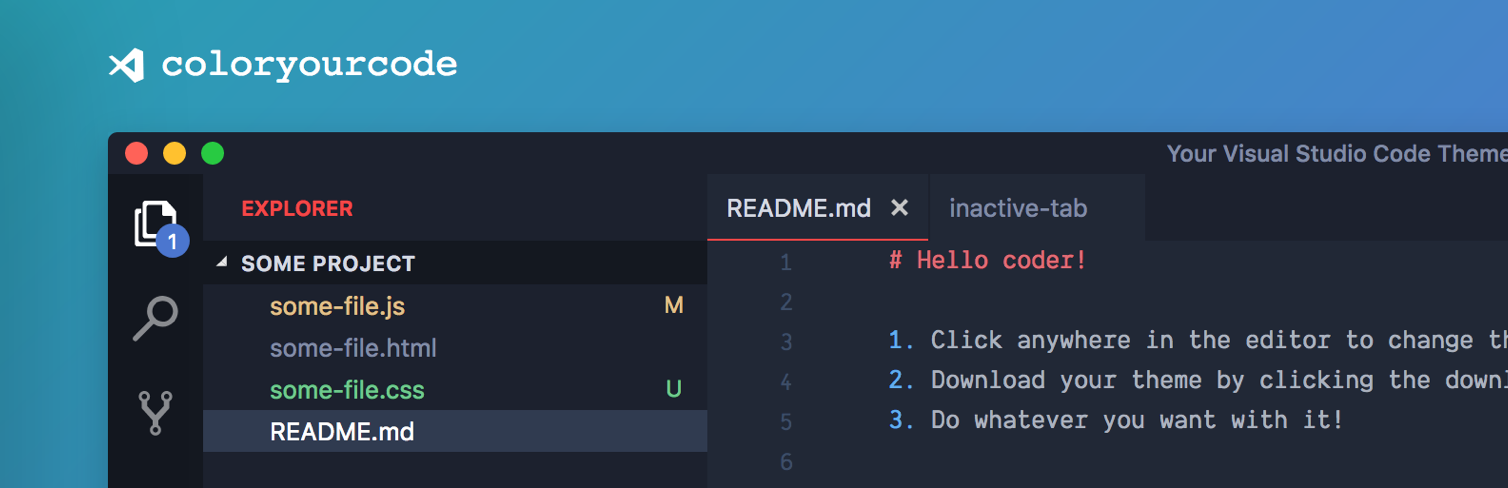 coloryourcode
Your Visual Studio Code Theme
EXPLORER
README.md
inactive-tab
1
SOME PROJECT
some-file.js M
some-file.html
some-file.css U
README.md
1 # Hello coder!
2
3 1. Click anywhere in the editor to change
4 2. Download your theme by clicking the
5 3. Do whatever you want with it!
6